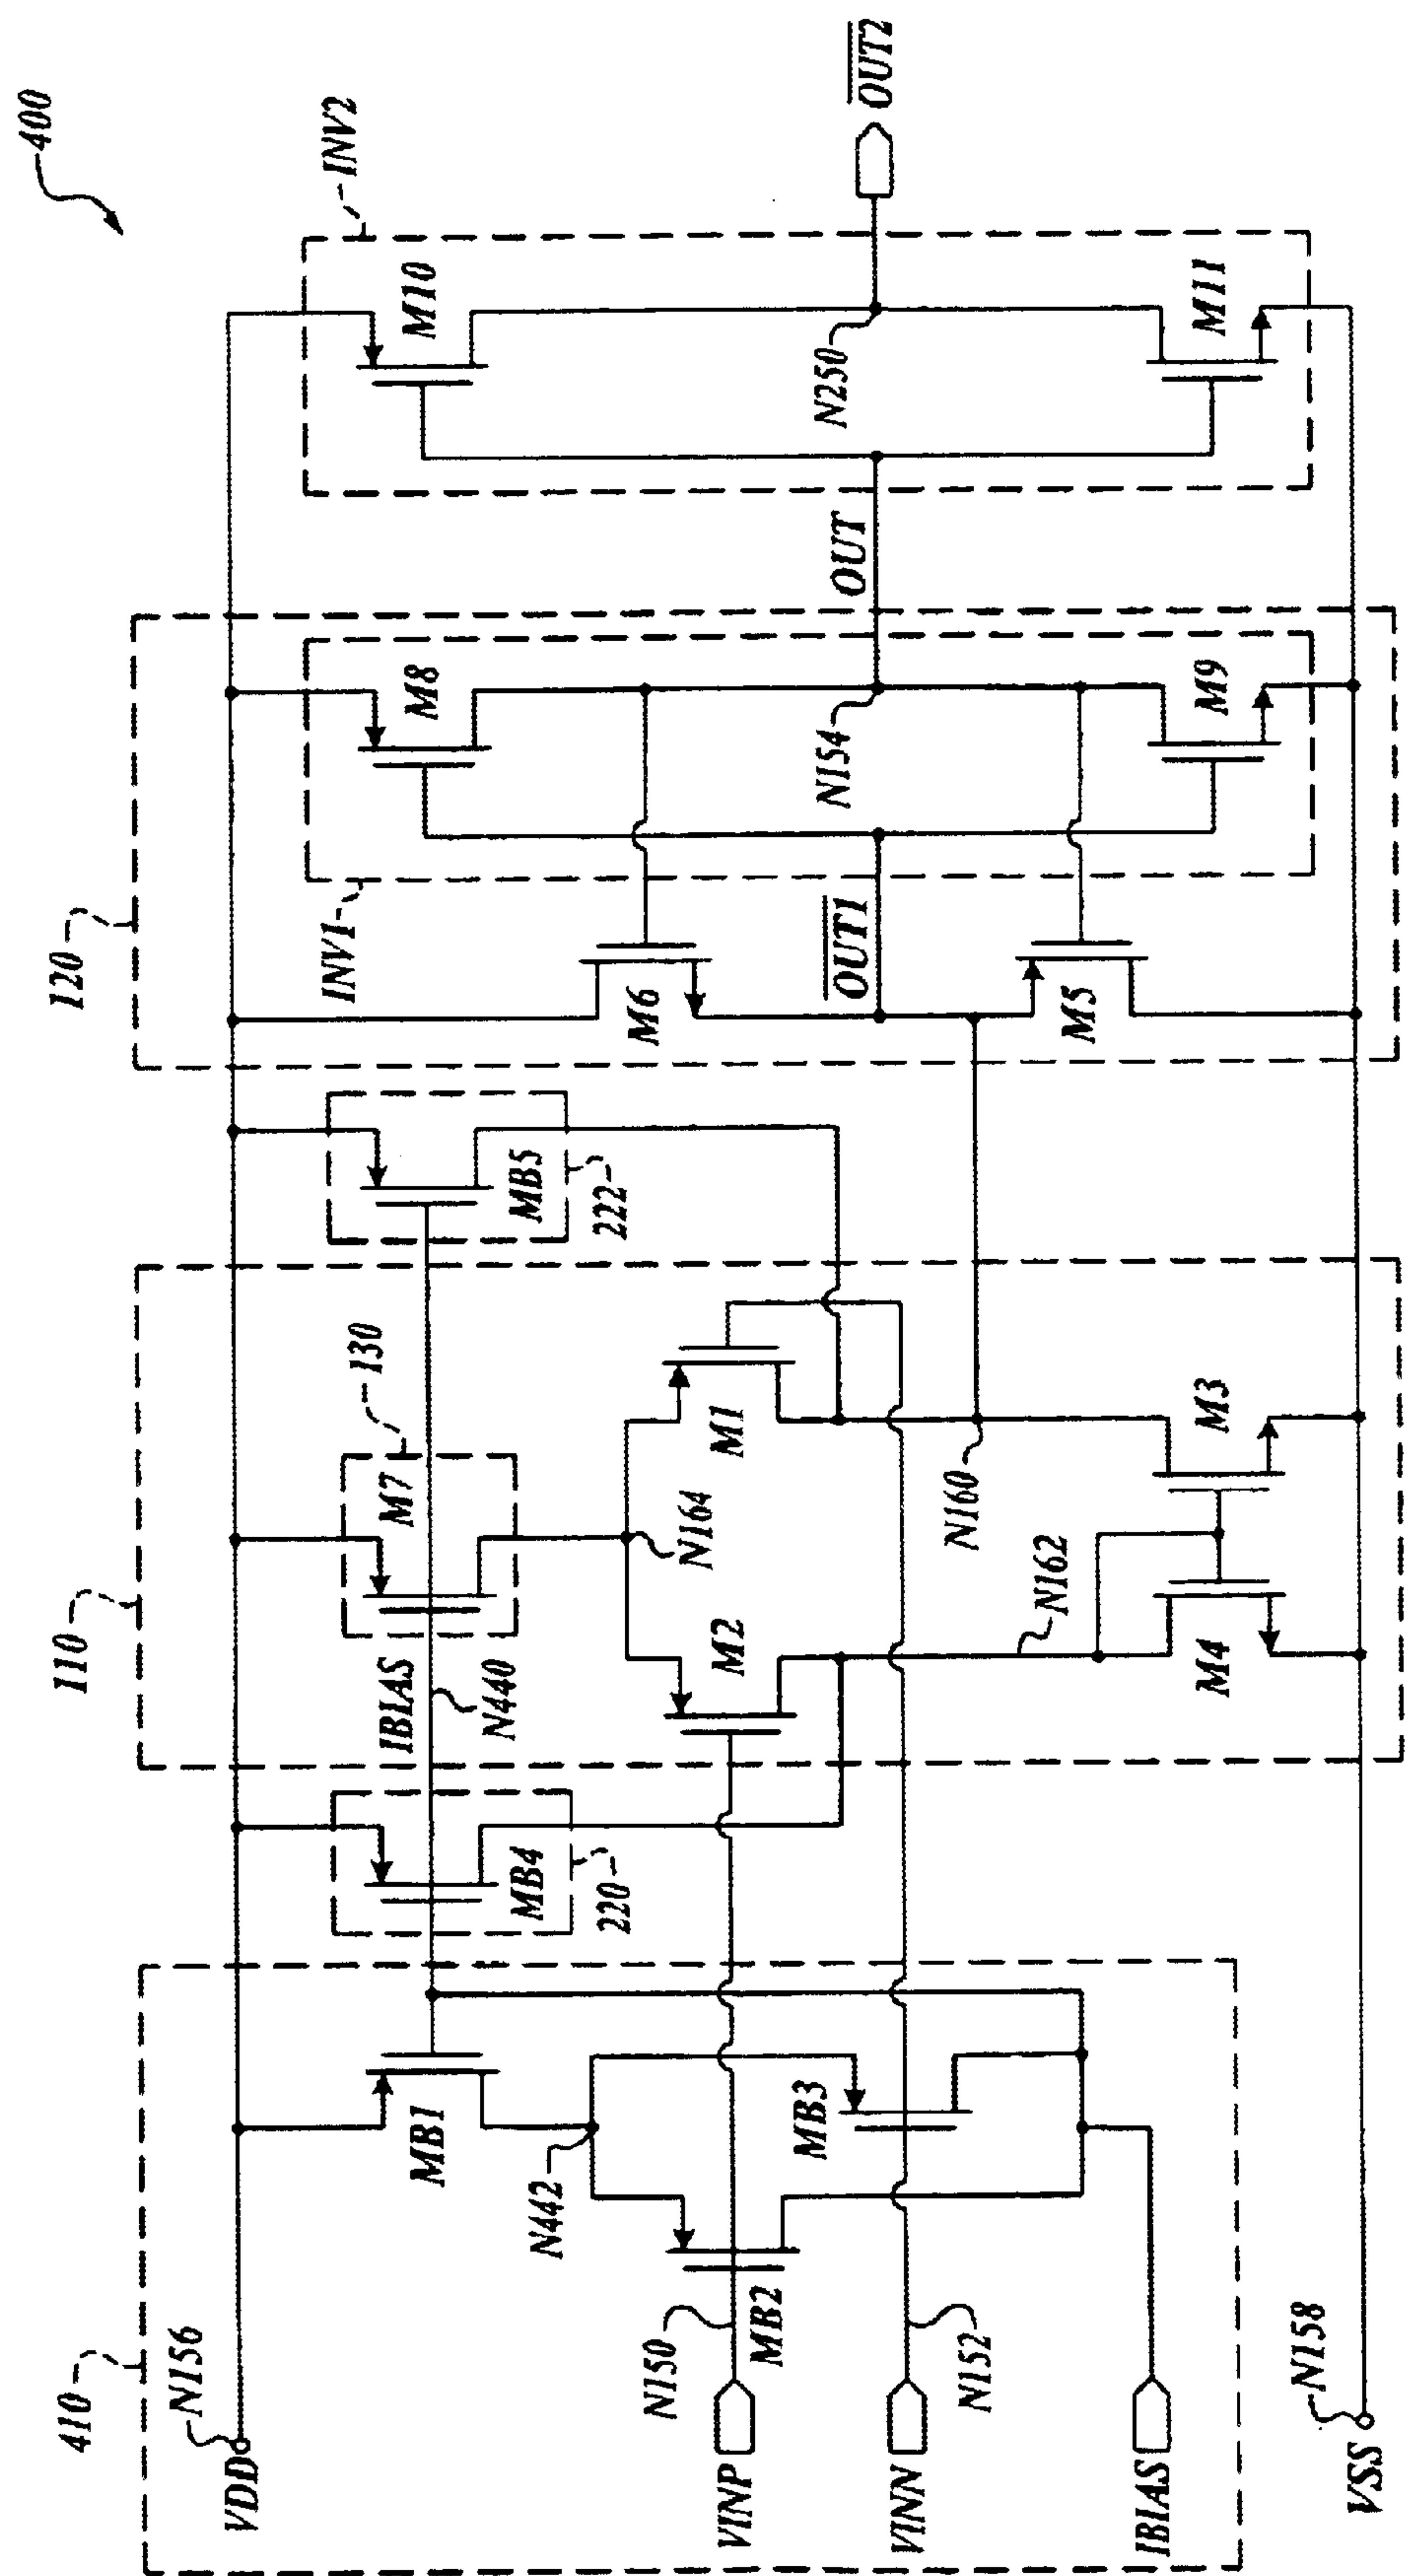 400
INV2
M10
M11
N250
OUT2
120
INV1
M8
M9
N154
OUT
OUT1
M6
M5
MB5
222
110
130
M7
N164
M1
M2
N160
N162
M3
M4
IBIAS
N440
MB4
220
410
N156
VDD
MB1
N442
MB3
MB2
N150
VINP
N152
VINN
IBIAS
N158
VSS